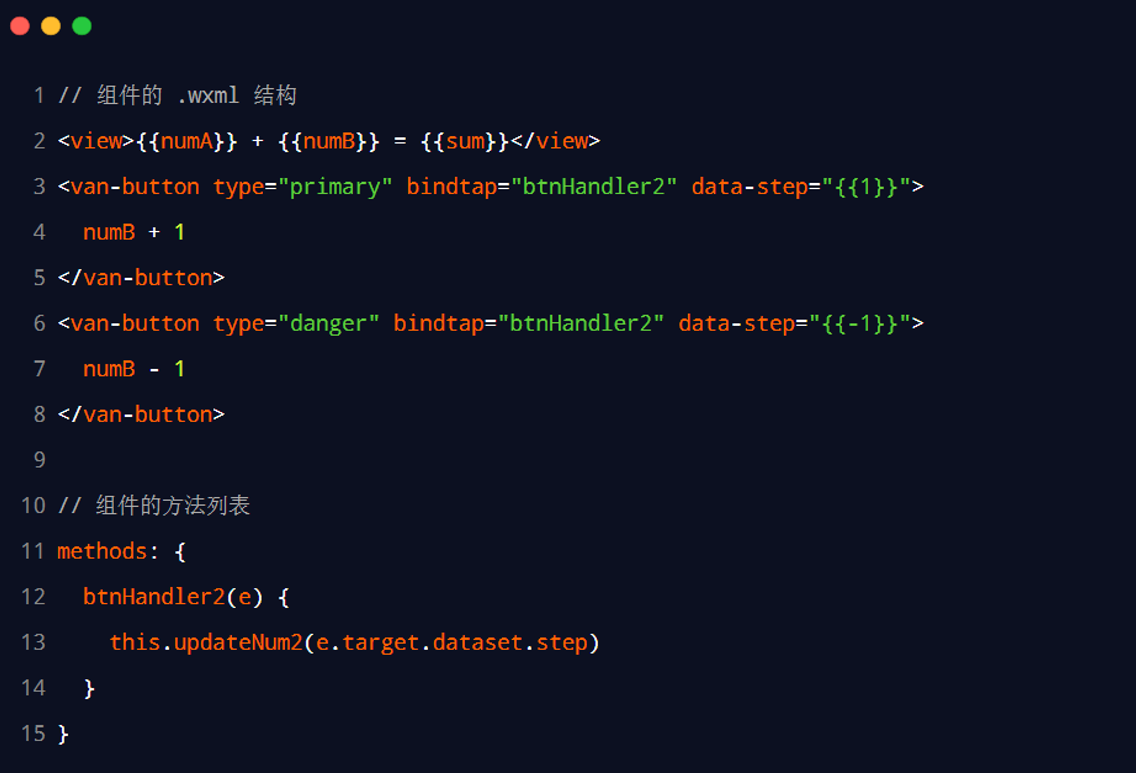 1 // 组件的 .wxml 结构
2 <view>{{numA}} + {{numB}} = {{sum}}</view>
3 <van-button type="primary" bindtap="btnHandler2" data-step="{{1}}">
4   numB + 1
5 </van-button>
6 <van-button type="danger" bindtap="btnHandler2" data-step="{{-1}}">
7   numB - 1
8 </van-button>
9
10 // 组件的方法列表
11 methods: {
12   btnHandler2(e) {
13     this.updateNum2(e.target.dataset.step)
14   }
15 }